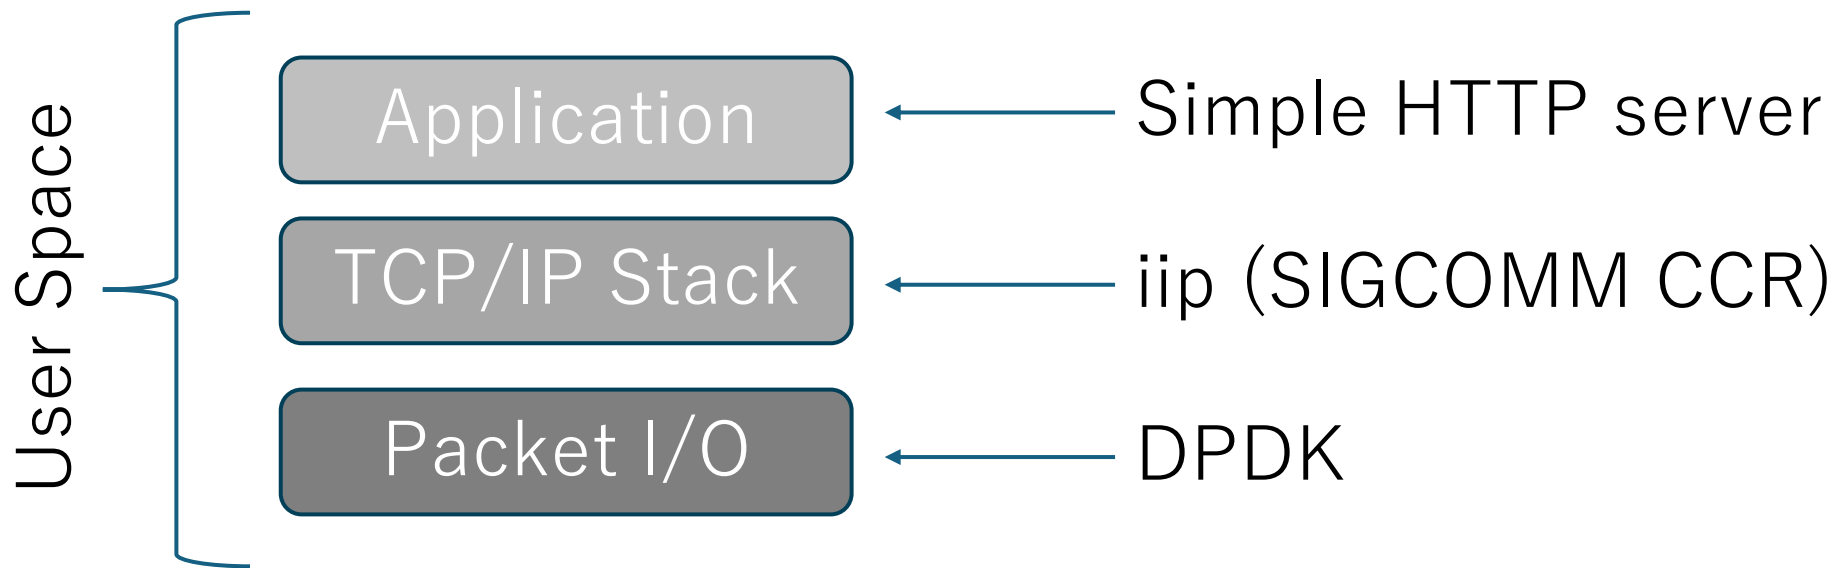 User Space
Application
Simple HTTP server
TCP/IP Stack
iip (SIGCOMM CCR)
Packet I/O
DPDK